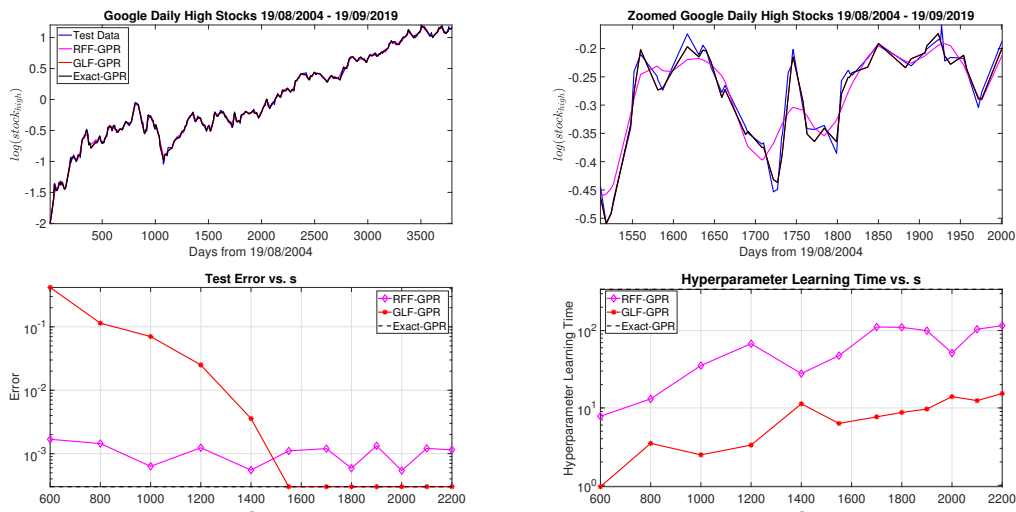 Google Daily High Stocks 19/08/2004 - 19/09/2019
Test Data
RFF-GPR
GLF-GPR
Exact-GPR
log(stock_high)
1
0.5
0
-0.5
-1
-1.5
-2
500 1000 1500 2000 2500 3000 3500
Days from 19/08/2004
Zoomed Google Daily High Stocks 19/08/2004 - 19/09/2019
log(stock_high)
-0.2
-0.25
-0.3
-0.35
-0.4
-0.45
-0.5
1550 1600 1650 1700 1750 1800 1850 1900 1950 2000
Days from 19/08/2004
Test Error vs. s
RFF-GPR
GLF-GPR
Exact-GPR
Error
10^-1
10^-2
10^-3
600 800 1000 1200 1400 1600 1800 2000 2200
Hyperparameter Learning Time vs. s
RFF-GPR
GLF-GPR
Exact-GPR
Hyperparameter Learning Time
10^2
10^1
10^0
600 800 1000 1200 1400 1600 1800 2000 2200